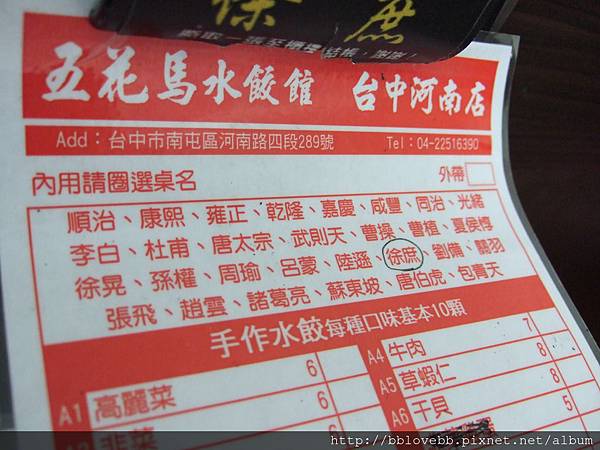 徐庶
五花馬水餃館 台中河南店
Add：台中市南屯區河南路四段289號 Tel：04-22516390
內用請圈選桌名 外帶
順治、康熙、雍正、乾隆、嘉慶、咸豐、同治、光緒
李白、杜甫、唐太宗、武則天、曹操、曹植、夏侯惇
徐晃、孫權、周瑜、呂蒙、陸遜、徐庶、劉備、關羽
張飛、趙雲、諸葛亮、蘇東坡、唐伯虎、包青天
手作水餃每種口味基本10顆
A1 高麗菜 6
韭菜 6
A4 牛肉 7
A5 草蝦仁 8
A6 干貝 8
5
http://bblovebb.pixnet.net/album